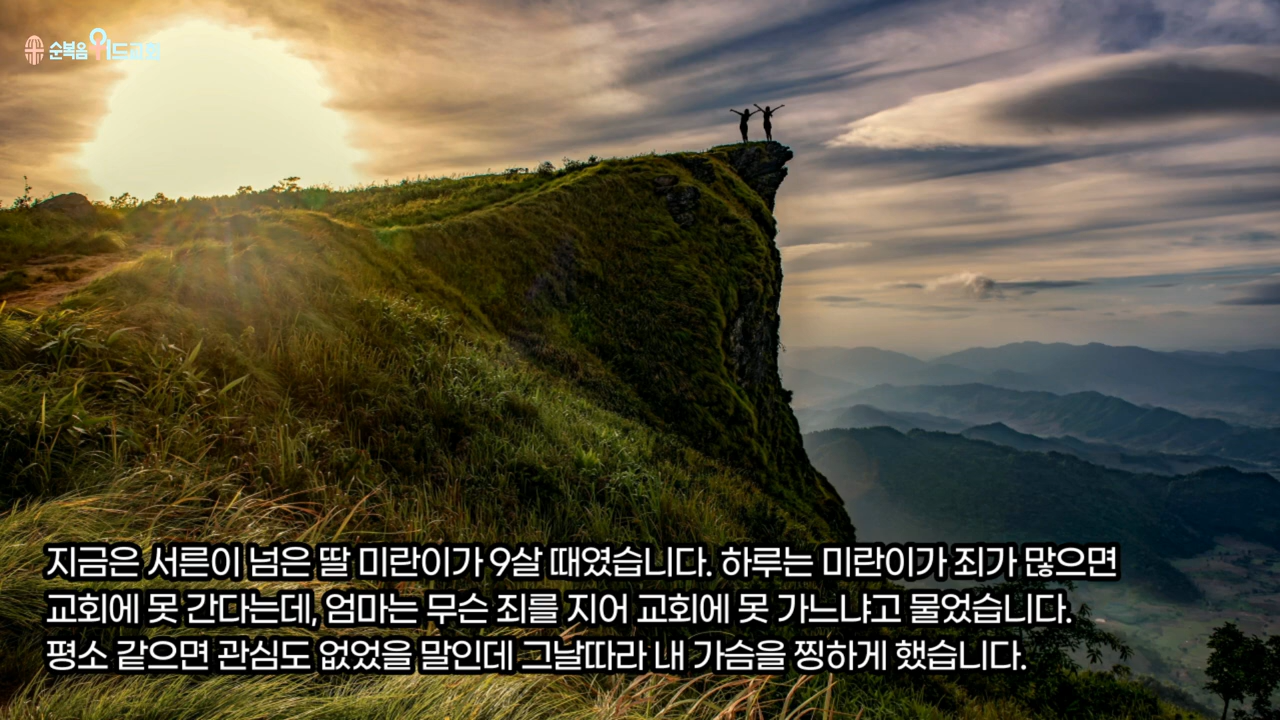 순복음위드교회
지금은 서른이 넘은 딸 미란이가 9살 때였습니다. 하루는 미란이가 죄가 많으면
교회에 못 간다는데, 엄마는 무슨 죄를 지어 교회에 못 가느냐고 물었습니다.
평소 같으면 관심도 없었을 말인데 그날따라 내 가슴을 찡하게 했습니다.